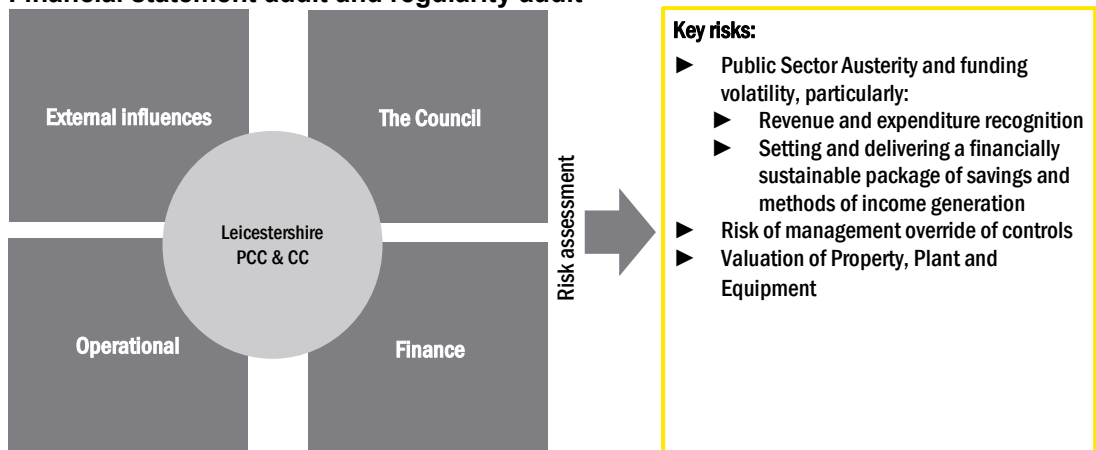 Financial statement audit and regularity audit
External influences
The Council
Leicestershire
PCC & CC
Operational
Finance
Risk assessment
Key risks:
► Public Sector Austerity and funding
volatility, particularly:
► Revenue and expenditure recognition
► Setting and delivering a financially
sustainable package of savings and
methods of income generation
► Risk of management override of controls
► Valuation of Property, Plant and
Equipment